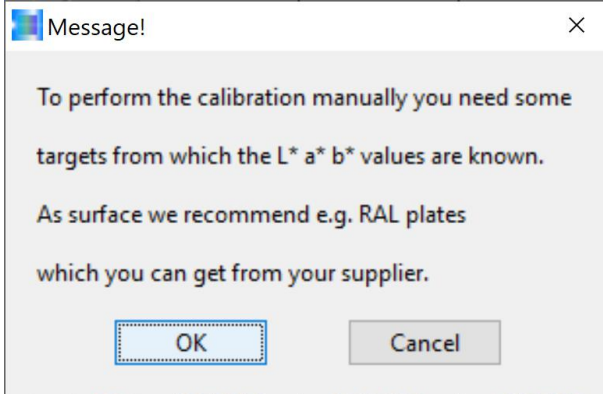 Message!
To perform the calibration manually you need some
targets from which the L* a* b* values are known.
As surface we recommend e.g. RAL plates
which you can get from your supplier.
OK Cancel